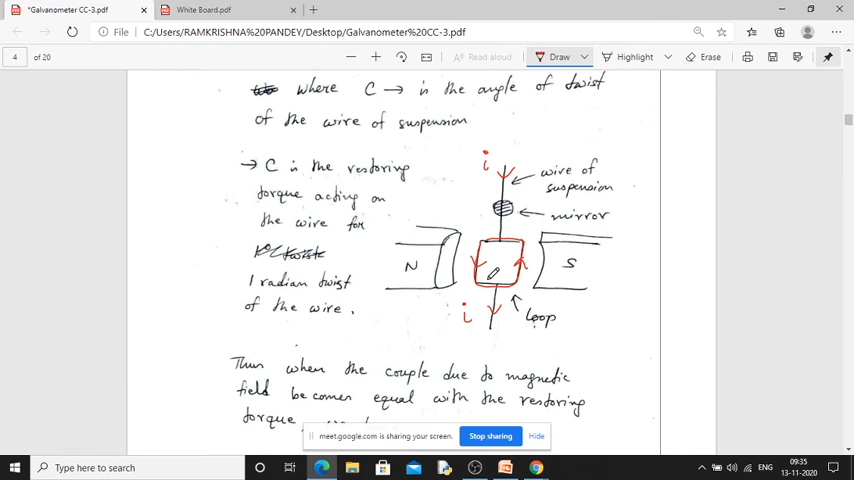 *Galvanometer CC-3.pdf
White Board.pdf
C:/Users/RAMKRISHNA%20PANDEY/Desktop/Galvanometer%20CC-3.pdf
4 of 20
Read aloud
Draw
Highlight
Erase
where C → is the angle of twist
of the wire of suspension
→ C is the restoring
torque acting on
the wire for
1 radian twist
of the wire.
i
wire of
suspension
mirror
N
S
i
Loop
Thus when the couple due to magnetic
field becomes equal with the restoring
torque,
meet.google.com is sharing your screen.
Stop sharing
Hide
Type here to search
ENG
09:35
13-11-2020